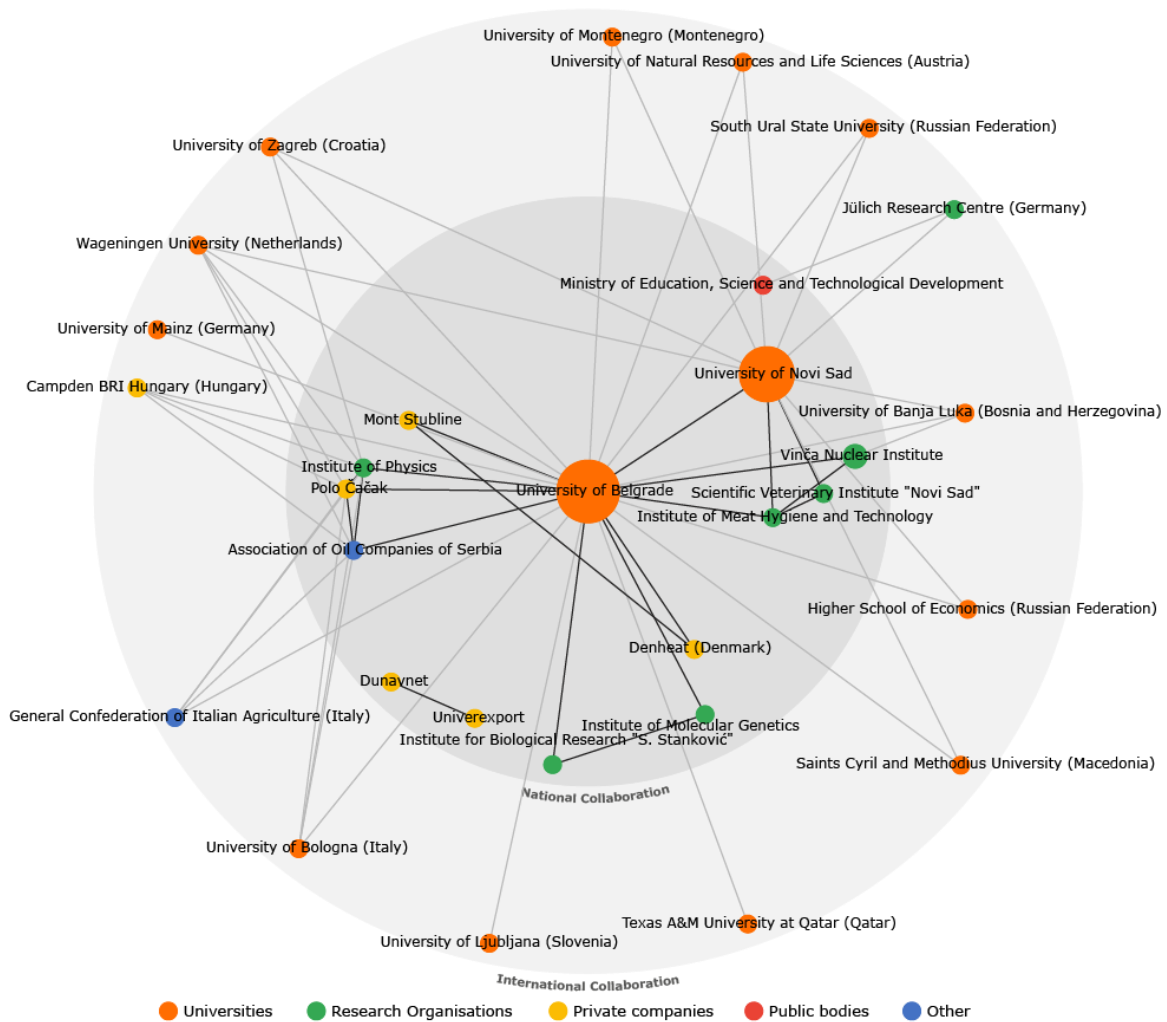 University of Montenegro (Montenegro)
University of Natural Resources and Life Sciences (Austria)
South Ural State University (Russian Federation)
University of Zagreb (Croatia)
Jülich Research Centre (Germany)
Wageningen University (Netherlands)
Ministry of Education, Science and Technological Development
University of Mainz (Germany)
University of Novi Sad
Campden BRI Hungary (Hungary)
University of Banja Luka (Bosnia and Herzegovina)
Mont Stubline
Vinča Nuclear Institute
Institute of Physics
Polo Čačak
University of Belgrade
Scientific Veterinary Institute "Novi Sad"
Institute of Meat Hygiene and Technology
Association of Oil Companies of Serbia
Higher School of Economics (Russian Federation)
Denheat (Denmark)
Dunavnet
General Confederation of Italian Agriculture (Italy)
Univerexport
Institute of Molecular Genetics
Institute for Biological Research "S. Stanković"
Saints Cyril and Methodius University (Macedonia)
National Collaboration
University of Bologna (Italy)
Texas A&M University at Qatar (Qatar)
University of Ljubljana (Slovenia)
International Collaboration
Universities
Research Organisations
Private companies
Public bodies
Other